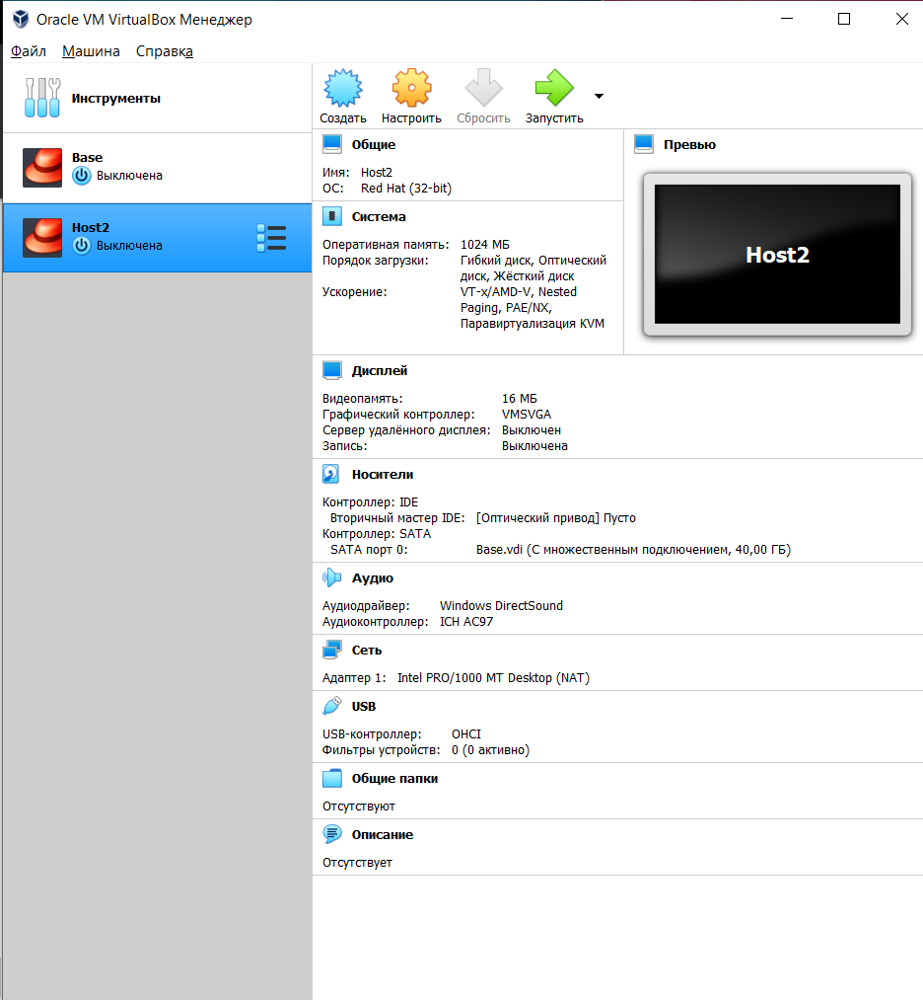 Oracle VM VirtualBox Менеджер
Файл Машина Справка
Инструменты
Base
Выключена
Host2
Выключена
Создать Настроить Сбросить Запустить
Общие
Имя: Host2
ОС: Red Hat (32-bit)
Система
Оперативная память: 1024 МБ
Порядок загрузки: Гибкий диск, Оптический
диск, Жёсткий диск
Ускорение: VT-x/AMD-V, Nested
Paging, PAE/NX,
Паравиртуализация KVM
Превью
Host2
Дисплей
Видеопамять: 16 МБ
Графический контроллер: VMSVGA
Сервер удалённого дисплея: Выключен
Запись: Выключена
Носители
Контроллер: IDE
Вторичный мастер IDE: [Оптический привод] Пусто
Контроллер: SATA
SATA порт 0: Base.vdi (С множественным подключением, 40,00 ГБ)
Аудио
Аудиодрайвер: Windows DirectSound
Аудиоконтроллер: ICH AC97
Сеть
Адаптер 1: Intel PRO/1000 MT Desktop (NAT)
USB
USB-контроллер: OHCI
Фильтры устройств: 0 (0 активно)
Общие папки
Отсутствуют
Описание
Отсутствует